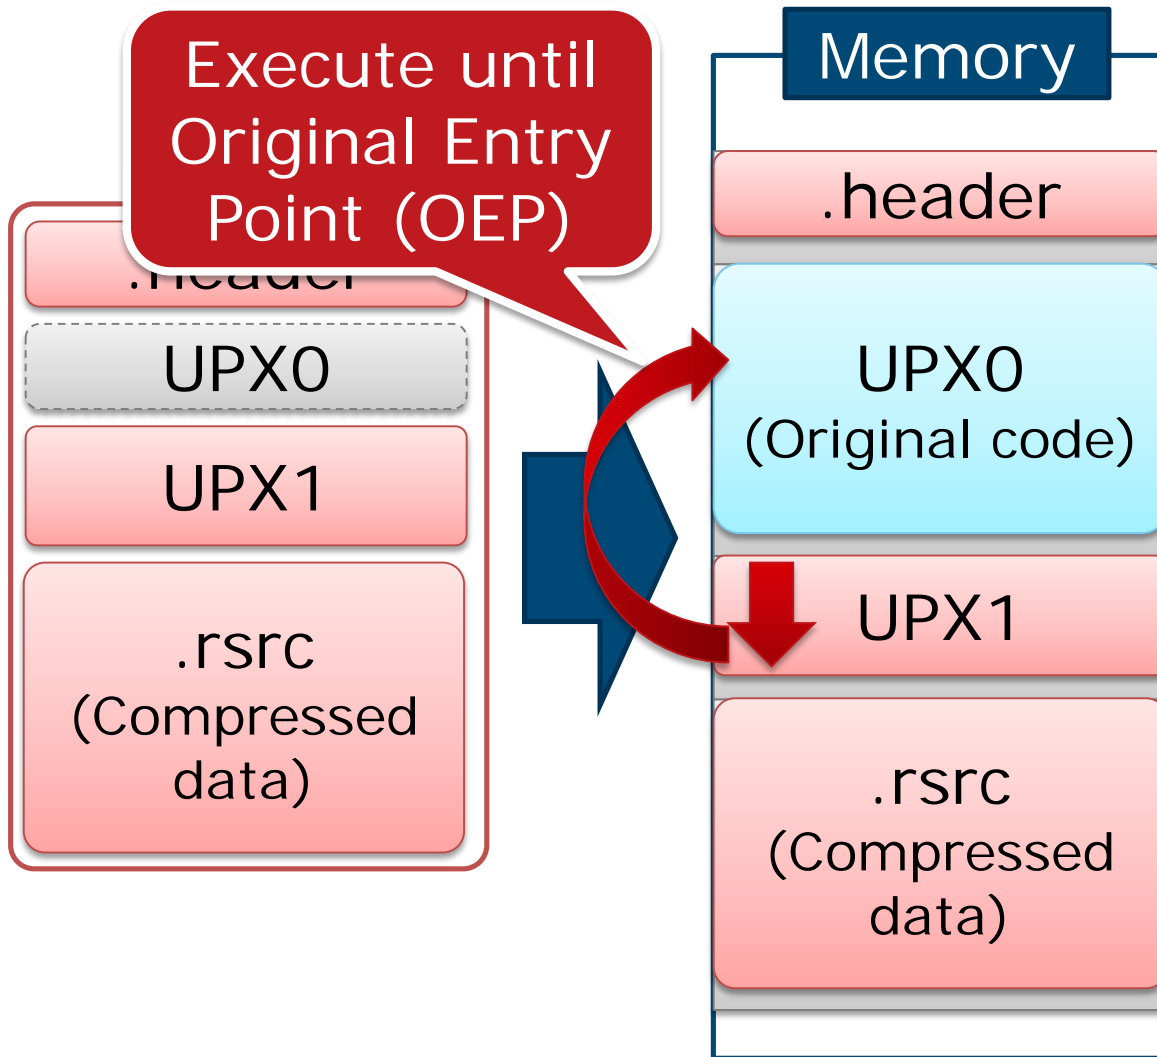 Execute until
Original Entry
Point (OEP)
.header
UPX0
UPX1
.rsrc
(Compressed
data)
Memory
.header
UPX0
(Original code)
UPX1
.rsrc
(Compressed
data)